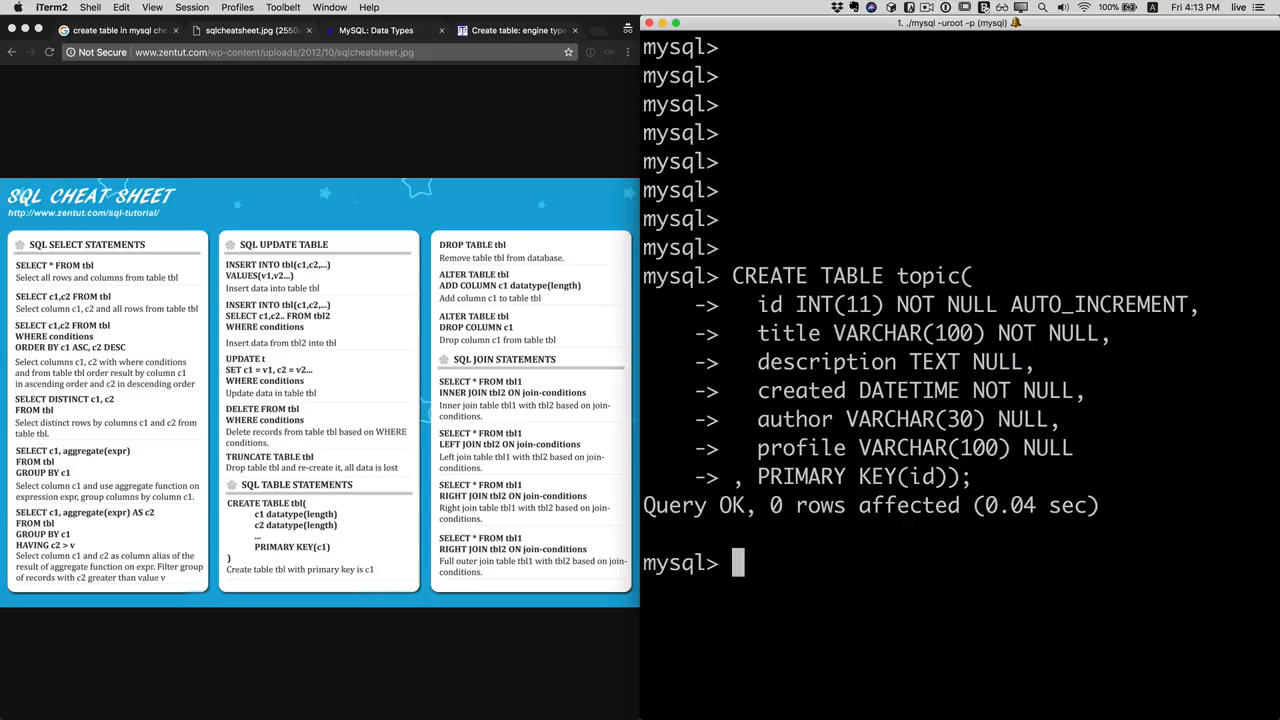 iTerm2 Shell Edit View Session Profiles Toolbelt Window Help
Fri 4:13 PM live
create table in mysql che
sqlcheatsheet.jpg (2550×
MySQL: Data Types
Create table: engine type
Not Secure www.zentut.com/wp-content/uploads/2012/10/sqlcheatsheet.jpg
SQL CHEAT SHEET
http://www.zentut.com/sql-tutorial/
SQL SELECT STATEMENTS
SELECT * FROM tbl
Select all rows and columns from table tbl
SELECT c1,c2 FROM tbl
Select column c1, c2 and all rows from tbl
SELECT c1,c2 FROM tbl
WHERE conditions
ORDER BY c1 ASC, c2 DESC
Select columns c1, c2 with where conditions
and from table tbl order result by column c1
in ascending order and c2 in descending order
SELECT DISTINCT c1, c2
FROM tbl
Select distinct rows by columns c1 and c2 from
table tbl.
SELECT c1, aggregate(expr)
FROM tbl
GROUP BY c1
Select column c1 and use aggregate function on
expression expr, group columns by column c1.
SELECT c1, aggregate(expr) AS c2
FROM tbl
GROUP BY c1
HAVING c2 > v
Select column c1 and c2 as column alias of the
result of aggregate function on expr. Filter group
of records with c2 greater than value v
SQL UPDATE TABLE
INSERT INTO tbl(c1,c2,...)
VALUES(v1,v2...)
Insert data into table tbl
INSERT INTO tbl(c1,c2,...)
SELECT c1,c2.. FROM tbl2
WHERE conditions
Insert data from tbl2 into tbl
UPDATE t
SET c1 = v1, c2 = v2...
WHERE conditions
Update data in table tbl
DELETE FROM tbl
WHERE conditions
Delete records from table tbl based on WHERE
conditions.
TRUNCATE TABLE tbl
Drop table tbl and re-create it, all data is lost
SQL TABLE STATEMENTS
CREATE TABLE tbl(
c1 datatype(length)
c2 datatype(length)
...
PRIMARY KEY(c1)
)
Create table tbl with primary key is c1
DROP TABLE tbl
Remove table tbl from database.
ALTER TABLE tbl
ADD COLUMN c1 datatype(length)
Add column c1 to table tbl
ALTER TABLE tbl
DROP COLUMN c1
Drop column c1 from table tbl
SQL JOIN STATEMENTS
SELECT * FROM tbl1
INNER JOIN tbl2 ON join-conditions
Inner join table tbl1 with tbl2 based on join-
conditions.
SELECT * FROM tbl1
LEFT JOIN tbl2 ON join-conditions
Left join table tbl1 with tbl2 based on join-
conditions.
SELECT * FROM tbl1
RIGHT JOIN tbl2 ON join-conditions
Right join table tbl1 with tbl2 based on join-
conditions.
SELECT * FROM tbl1
RIGHT JOIN tbl2 ON join-conditions
Full outer join table tbl1 with tbl2 based on join-
conditions.
1. ./mysql -uroot -p (mysql)
mysql>
mysql>
mysql>
mysql>
mysql>
mysql>
mysql>
mysql>
mysql> CREATE TABLE topic(
-> id INT(11) NOT NULL AUTO_INCREMENT,
-> title VARCHAR(100) NOT NULL,
-> description TEXT NULL,
-> created DATETIME NOT NULL,
-> author VARCHAR(30) NULL,
-> profile VARCHAR(100) NULL
-> , PRIMARY KEY(id));
Query OK, 0 rows affected (0.04 sec)
mysql>